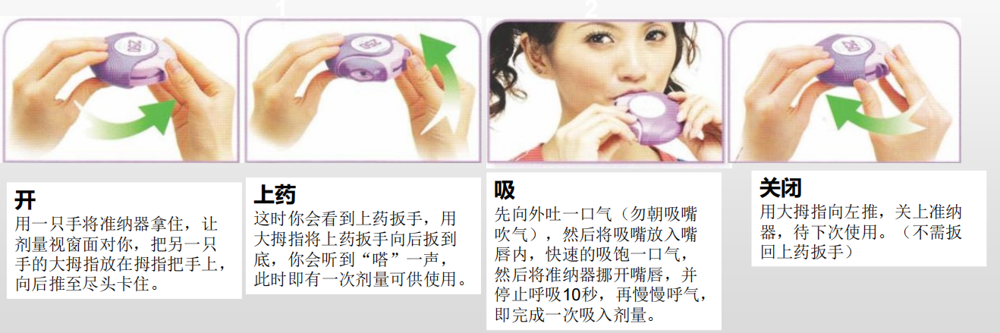 1
2
开
用一只手将准纳器拿住，让
剂量视窗面对你，把另一只
手的大拇指放在拇指把手上，
向后推至尽头卡住。
上药
这时你会看到上药扳手，用
大拇指将上药扳手向后扳到
底，你会听到“嗒”一声，
此时即有一次剂量可供使用。
吸
先向外吐一口气（勿朝吸嘴
吹气），然后将吸嘴放入嘴
唇内，快速的吸饱一口气，
然后将准纳器挪开嘴唇，并
停止呼吸10秒，再慢慢呼气，
即完成一次吸入剂量。
关闭
用大拇指向左推，关上准纳
器，待下次使用。（不需扳
回上药扳手）